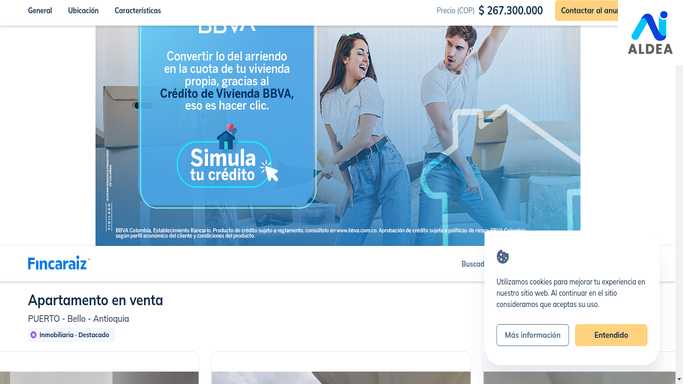 General Ubicación Características Precio (COP) $ 267.300.000 Contactar al
ALDEA
BBVA
Convertir lo del arriendo
en la cuota de tu vivienda
propia, gracias al
Crédito de Vivienda BBVA,
eso es hacer clic.
Simula
tu crédito
BBVA Colombia. Establecimiento Bancario. Producto de crédito sujeto a reglamento, consúltelo en www.bbva.com.co. Aprobación de crédito sujeta a políticas de riesgo BBVA Colombia
según perfil económico del cliente y condiciones del producto.
Fincaraiz
Apartamento en venta
PUERTO - Bello - Antioquia
Inmobiliaria - Destacado
Utilizamos cookies para mejorar tu experiencia en
nuestro sitio web. Al continuar en el sitio
consideramos que aceptas su uso.
Más información Entendido